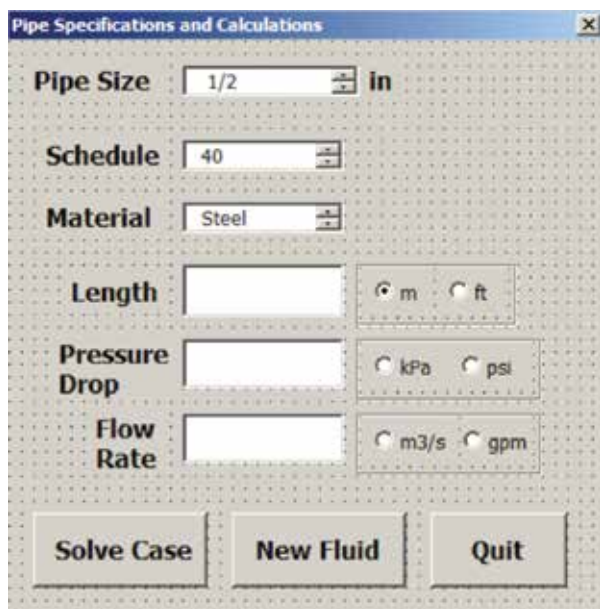 Pipe Specifications and Calculations
Pipe Size 1/2 in
Schedule 40
Material Steel
Length m ft
Pressure
Drop kPa psi
Flow
Rate m3/s gpm
Solve Case New Fluid Quit